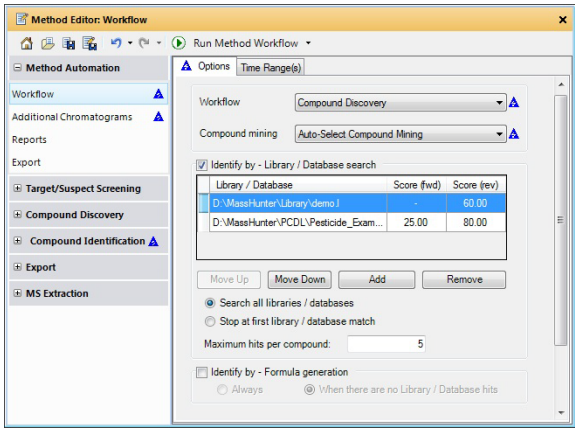 Method Editor: Workflow
Run Method Workflow
Method Automation
Workflow
Additional Chromatograms
Reports
Export
Target/Suspect Screening
Compound Discovery
Compound Identification
Export
MS Extraction
Options Time Range(s)
Workflow Compound Discovery
Compound mining Auto-Select Compound Mining
Identify by - Library / Database search
Library / Database Score (fwd) Score (rev)
D:\MassHunter\Library\demo.l - 60.00
D:\MassHunter\PCDL\Pesticide_Exam... 25.00 80.00
Move Up Move Down Add Remove
Search all libraries / databases
Stop at first library / database match
Maximum hits per compound: 5
Identify by - Formula generation
Always When there are no Library / Database hits